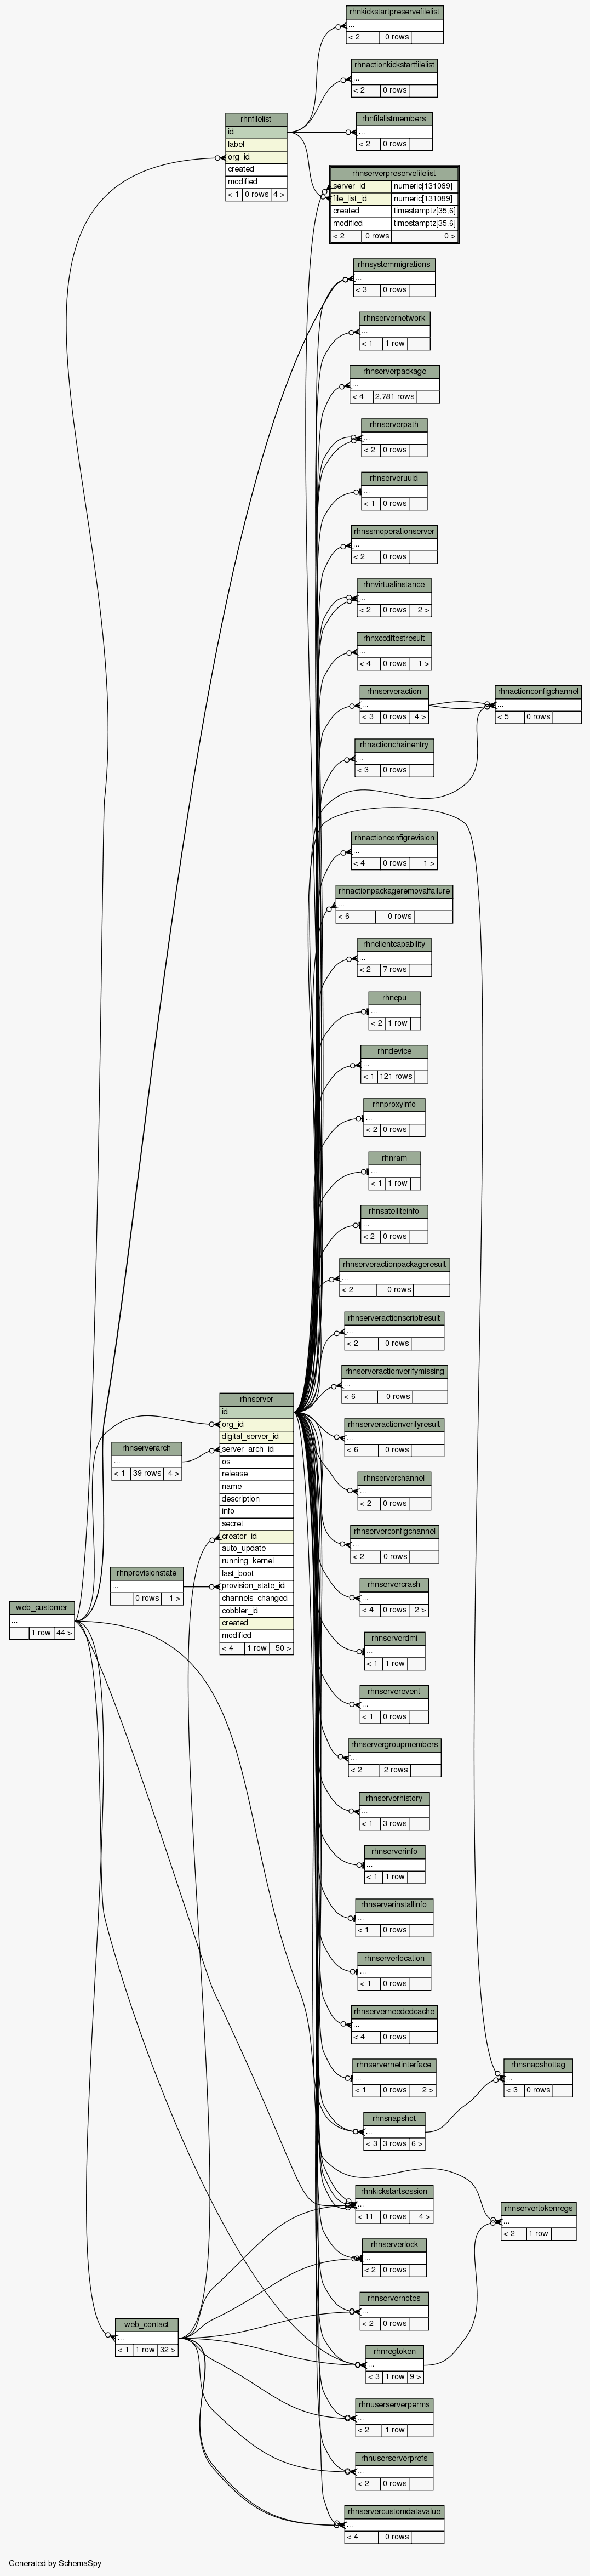 rhnkickstartpreservefilelist
...
< 2 0 rows
rhnactionkickstartfilelist
...
< 2 0 rows
rhnfilelist
id
label
org_id
created
modified
< 1 0 rows 4 >
rhnfilelistmembers
...
< 2 0 rows
rhnserverpreservefilelist
server_id numeric[131089]
file_list_id numeric[131089]
created timestamptz[35,6]
modified timestamptz[35,6]
< 2 0 rows 0 >
rhnsystemmigrations
...
< 3 0 rows
rhnservernetwork
...
< 1 1 row
rhnserverpackage
...
< 4 2,781 rows
rhnserverpath
...
< 2 0 rows
rhnserveruuid
...
< 1 0 rows
rhnssmoperationserver
...
< 2 0 rows
rhnvirtualinstance
...
< 2 0 rows 2 >
rhnxccdftestresult
...
< 4 0 rows 1 >
rhnserveraction
...
< 3 0 rows 4 >
rhnactionconfigchannel
...
< 5 0 rows
rhnactionchainentry
...
< 3 0 rows
rhnactionconfigrevision
...
< 4 0 rows 1 >
rhnactionpackageremovalfailure
...
< 6 0 rows
rhnclientcapability
...
< 2 7 rows
rhncpu
...
< 2 1 row
rhndevice
...
< 1 121 rows
rhnproxyinfo
...
< 2 0 rows
rhnram
...
< 1 1 row
rhnsatelliteinfo
...
< 2 0 rows
rhnserveractionpackageresult
...
< 2 0 rows
rhnserveractionscriptresult
...
< 2 0 rows
rhnserveractionverifymissing
...
< 6 0 rows
rhnserver
id
org_id
digital_server_id
server_arch_id
os
release
name
description
info
secret
creator_id
auto_update
running_kernel
last_boot
provision_state_id
channels_changed
cobbler_id
created
modified
< 4 1 row 50 >
rhnserverarch
...
< 1 39 rows 4 >
rhnprovisionstate
...
0 rows 1 >
web_customer
...
1 row 44 >
rhnserveractionverifyresult
...
< 6 0 rows
rhnserverchannel
...
< 2 0 rows
rhnserverconfigchannel
...
< 2 0 rows
rhnservercrash
...
< 4 0 rows 2 >
rhnserverdmi
...
< 1 1 row
rhnserverevent
...
< 1 0 rows
rhnservergroupmembers
...
< 2 2 rows
rhnserverhistory
...
< 1 3 rows
rhnserverinfo
...
< 1 1 row
rhnserverinstallinfo
...
< 1 0 rows
rhnserverlocation
...
< 1 0 rows
rhnserverneededcache
...
< 4 0 rows
rhnservernetinterface
...
< 1 0 rows 2 >
rhnsnapshottag
...
< 3 0 rows
rhnsnapshot
...
< 3 3 rows 6 >
rhnkickstartsession
...
< 11 0 rows 4 >
rhnservertokenregs
...
< 2 1 row
rhnserverlock
...
< 2 0 rows
rhnservernotes
...
< 2 0 rows
web_contact
...
< 1 1 row 32 >
rhnregtoken
...
< 3 1 row 9 >
rhnuserserverperms
...
< 2 1 row
rhnuserserverprefs
...
< 2 0 rows
rhnservercustomdatavalue
...
< 4 0 rows
Generated by SchemaSpy